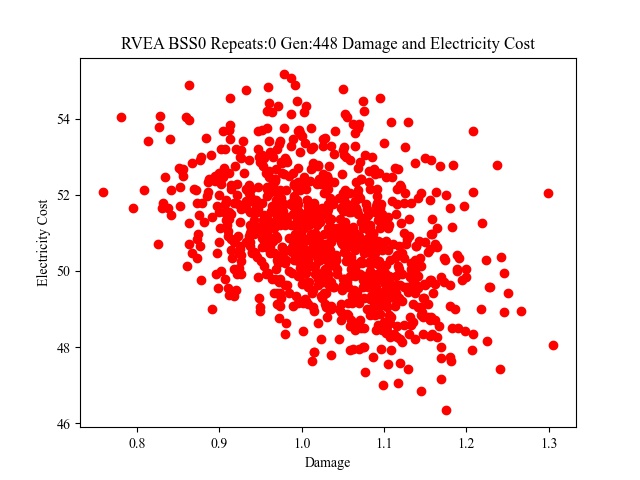 RVEA BSS0 Repeats:0 Gen:448 Damage and Electricity Cost
Electricity Cost
54
52
50
48
46
0.8 0.9 1.0 1.1 1.2 1.3
Damage